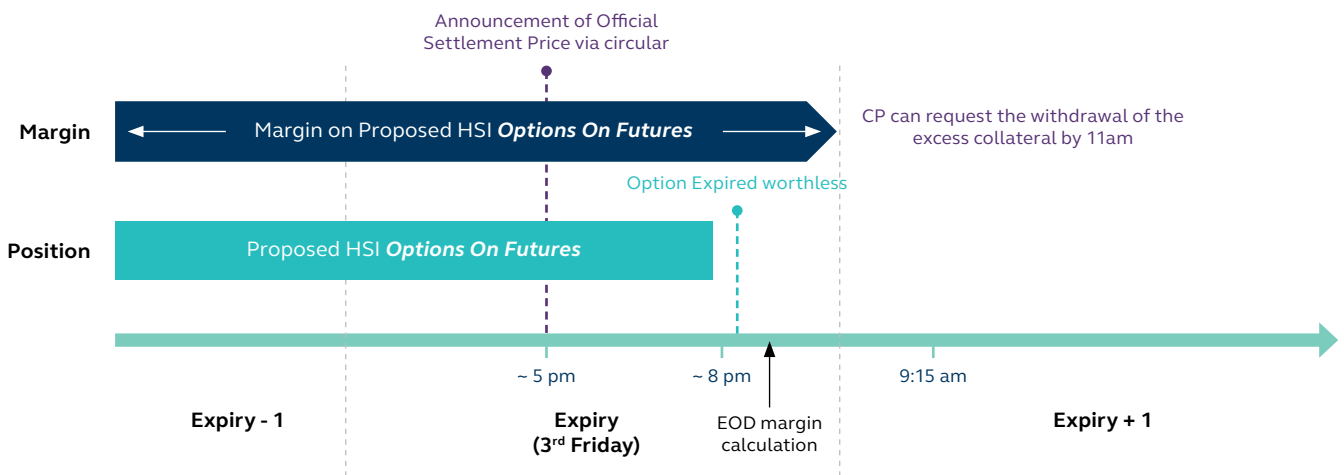 Announcement of Official
Settlement Price via circular
Margin
Margin on Proposed HSI Options On Futures
CP can request the withdrawal of the
excess collateral by 11am
Option Expired worthless
Position
Proposed HSI Options On Futures
~ 5 pm
~ 8 pm
9:15 am
Expiry - 1
Expiry
(3rd Friday)
EOD margin
calculation
Expiry + 1